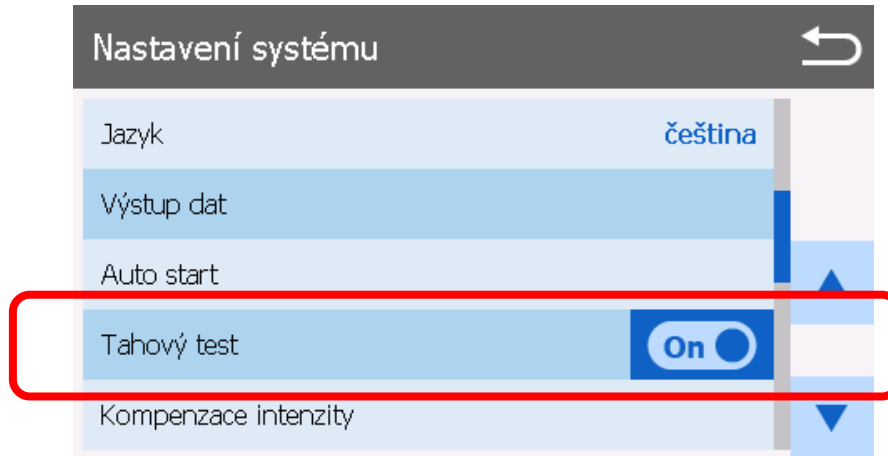 Nastavení systému
Jazyk čeština
Výstup dat
Auto start
Tahový test On
Kompenzace intenzity